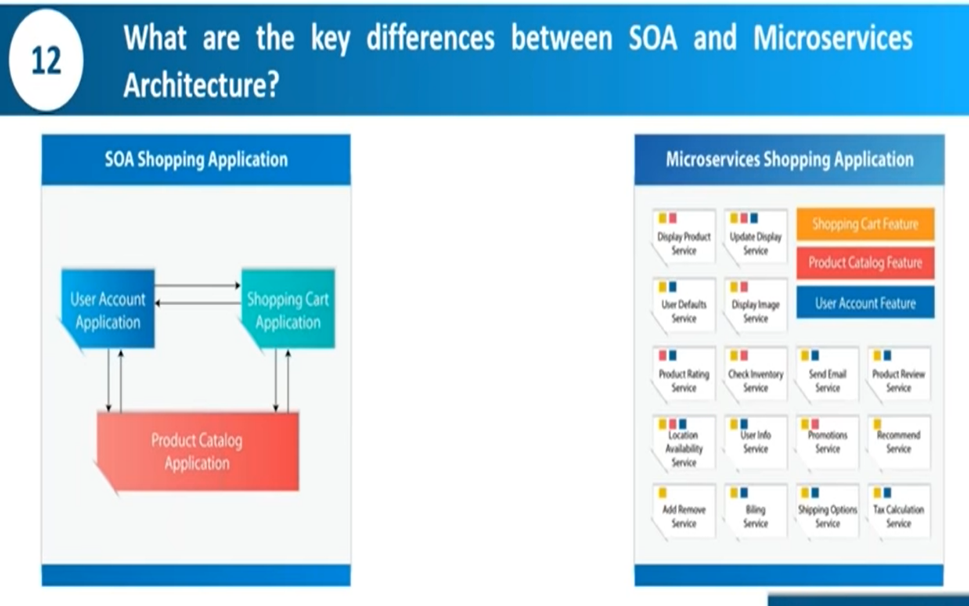 12
What are the key differences between SOA and Microservices
Architecture?
SOA Shopping Application
User Account
Application
Shopping Cart
Application
Product Catalog
Application
Microservices Shopping Application
Display Product
Service
Update Display
Service
Shopping Cart Feature
Product Catalog Feature
User Account Feature
User Defaults
Service
Display Image
Service
Product Rating
Service
Check Inventory
Service
Send Email
Service
Product Review
Service
Location
Availability
Service
User Info
Service
Promotions
Service
Recommend
Service
Add Remove
Service
Biling
Service
Shipping Options
Service
Tax Calculation
Service